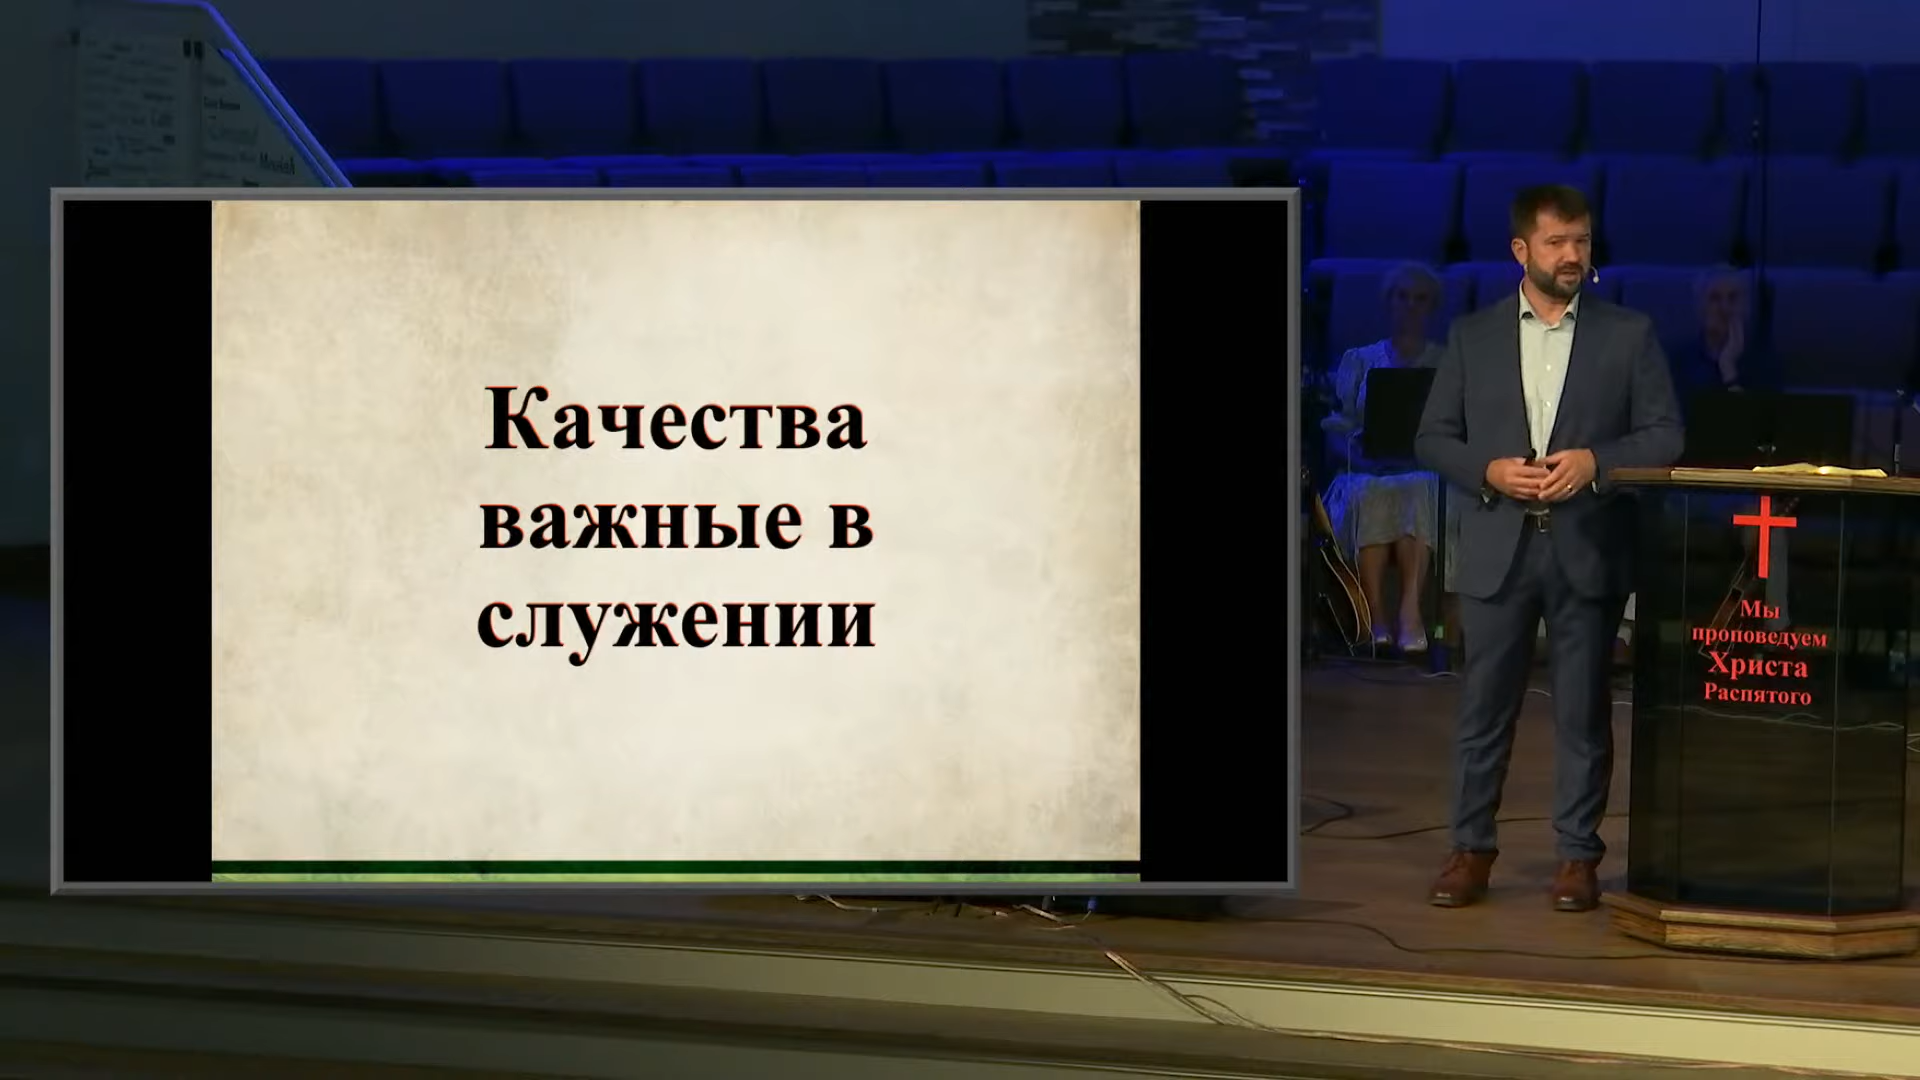 Качества
важные в
служении
Мы
проповедуем
Христа
Распятого